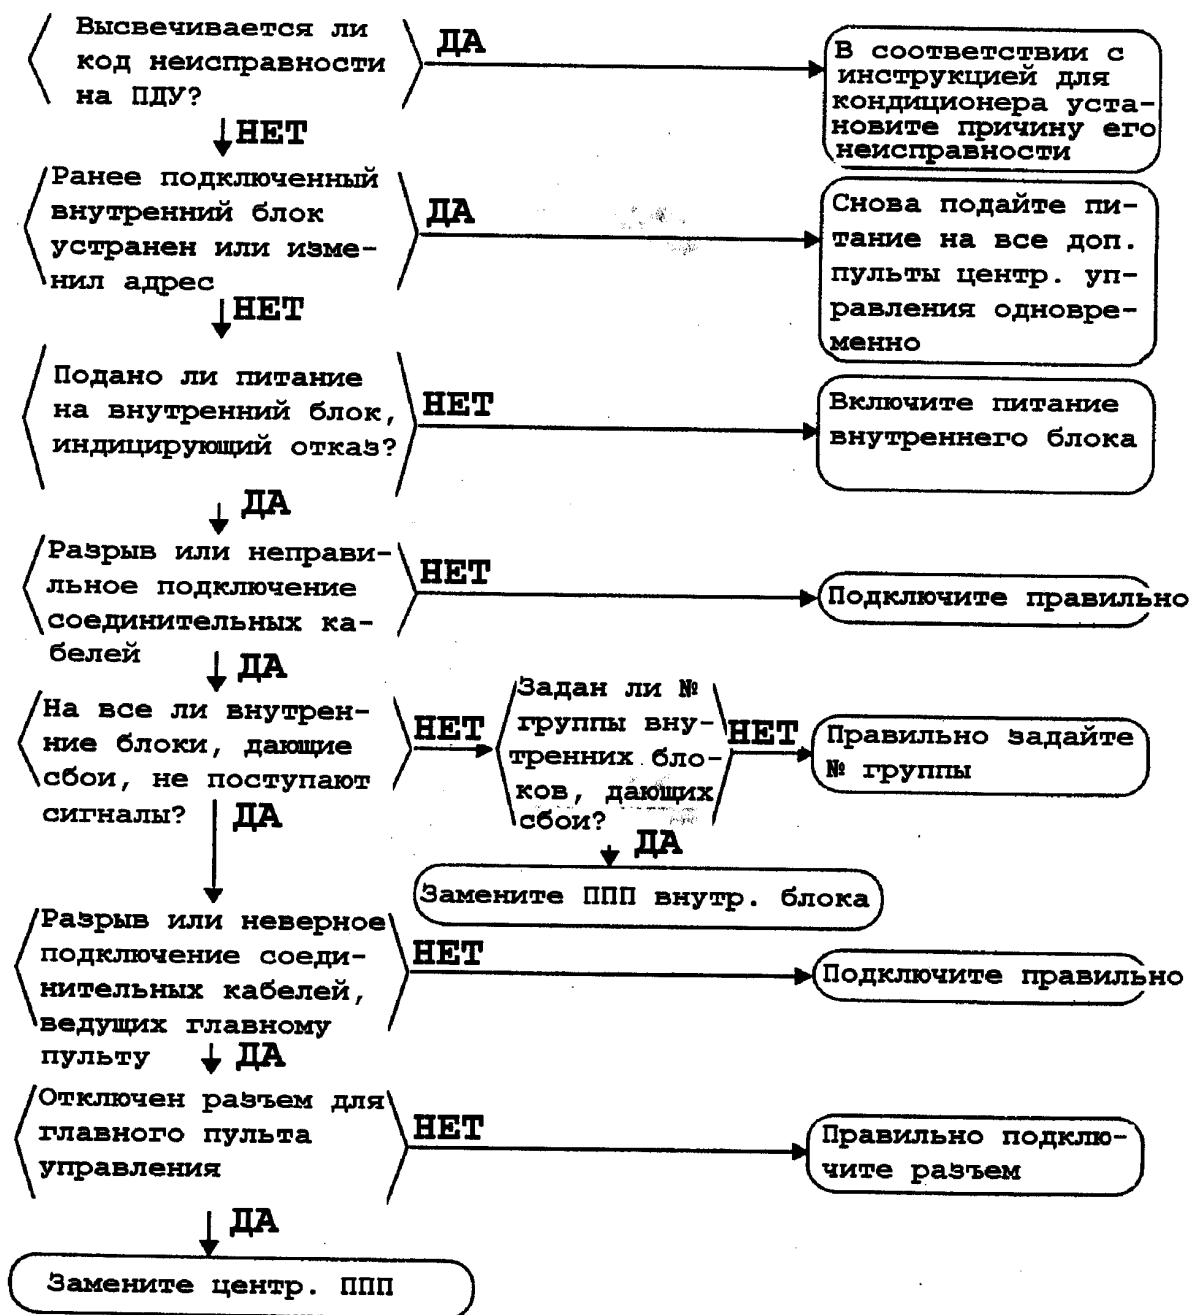 Высвечивается ли
код неисправности
на ПДУ?
ДА
В соответствии с
инструкцией для
кондиционера уста-
новите причину его
неисправности
НЕТ
Ранее подключенный
внутренний блок
устранен или изме-
нил адрес
ДА
Снова подайте пи-
тание на все доп.
пульты центр. уп-
равления одновре-
менно
НЕТ
Подано ли питание
на внутренний блок,
индицирующий отказ?
НЕТ
Включите питание
внутреннего блока
ДА
Разрыв или неправи-
льное подключение
соединительных ка-
белей
НЕТ
Подключите правильно
ДА
На все ли внутрен-
ние блоки, дающие
сбои, не поступают
сигналы?
НЕТ
Задан ли №
группы вну-
тренних бло-
ков, дающих
сбои?
НЕТ
Правильно задайте
№ группы
ДА
Замените ППП внутр. блока
ДА
Разрыв или неверное
подключение соеди-
нительных кабелей,
ведущих главному
пульту
НЕТ
Подключите правильно
ДА
Отключен разъем для
главного пульта
управления
НЕТ
Правильно подклю-
чите разъем
ДА
Замените центр. ППП